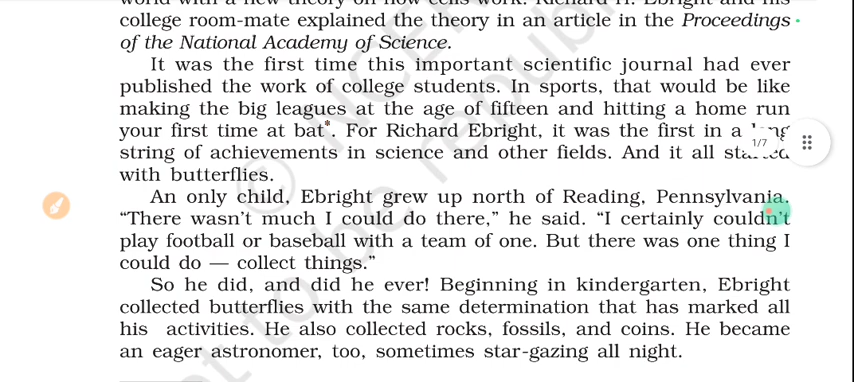 college room-mate explained the theory in an article in the Proceedings
of the National Academy of Science.
It was the first time this important scientific journal had ever
published the work of college students. In sports, that would be like
making the big leagues at the age of fifteen and hitting a home run
your first time at bat*. For Richard Ebright, it was the first in a long
string of achievements in science and other fields. And it all started
with butterflies.
1/7
An only child, Ebright grew up north of Reading, Pennsylvania.
“There wasn’t much I could do there,” he said. “I certainly couldn’t
play football or baseball with a team of one. But there was one thing I
could do — collect things.”
So he did, and did he ever! Beginning in kindergarten, Ebright
collected butterflies with the same determination that has marked all
his activities. He also collected rocks, fossils, and coins. He became
an eager astronomer, too, sometimes star-gazing all night.